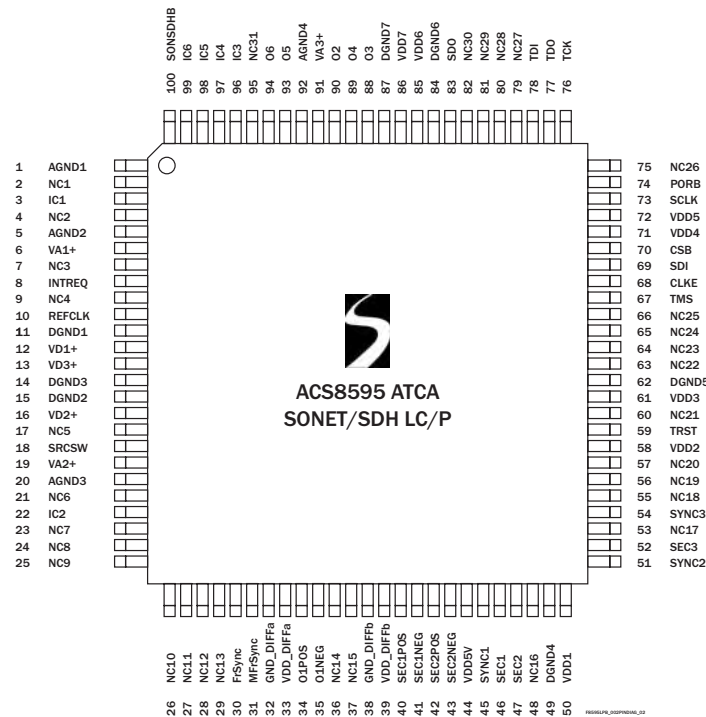 100 SONSDHB
99 IC6
98 IC5
97 IC4
96 IC3
95 NC31
94 O6
93 O5
92 AGND4
91 VA3+
90 O2
89 O4
88 O3
87 DGND7
86 VDD7
85 VDD6
84 DGND6
83 SDO
82 NC30
81 NC29
80 NC28
79 NC27
78 TDI
77 TDO
76 TCK
1 AGND1
2 NC1
3 IC1
4 NC2
5 AGND2
6 VA1+
7 NC3
8 INTREQ
9 NC4
10 REFCLK
11 DGND1
12 VD1+
13 VD3+
14 DGND3
15 DGND2
16 VD2+
17 NC5
18 SRCSW
19 VA2+
20 AGND3
21 NC6
22 IC2
23 NC7
24 NC8
25 NC9
ACS8595 ATCA
SONET/SDH LC/P
75 NC26
74 PORB
73 SCLK
72 VDD5
71 VDD4
70 CSB
69 SDI
68 CLKE
67 TMS
66 NC25
65 NC24
64 NC23
63 NC22
62 DGND5
61 VDD3
60 NC21
59 TRST
58 VDD2
57 NC20
56 NC19
55 NC18
54 SYNC3
53 NC17
52 SEC3
51 SYNC2
26 NC10
27 NC11
28 NC12
29 NC13
30 FrSync
31 MFrSync
32 GND_DIFFa
33 VDD_DIFFa
34 O1POS
35 O1NEG
36 NC14
37 NC15
38 GND_DIFFb
39 VDD_DIFFb
40 SEC1POS
41 SEC1NEG
42 SEC2POS
43 SEC2NEG
44 VDD5V
45 SYNC1
46 SEC1
47 SEC2
48 NC16
49 DGND4
50 VDD1